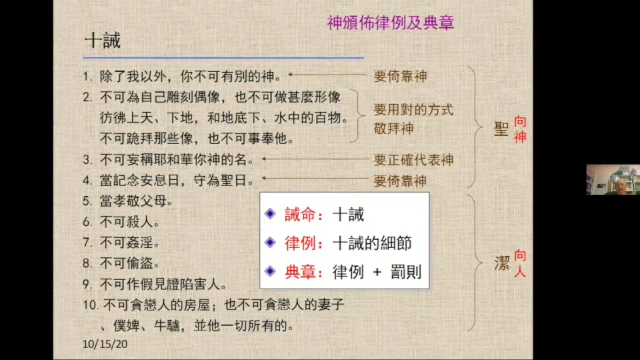 神頒佈律例及典章
十誡
1. 除了我以外，你不可有別的神。 要倚靠神
2. 不可為自己雕刻偶像，也不可做甚麼形像
彷彿上天、下地，和地底下、水中的百物。
不可跪拜那些像，也不可事奉他。
要用對的方式
敬拜神
3. 不可妄稱耶和華你神的名。 要正確代表神
4. 當記念安息日，守為聖日。 要倚靠神
聖 向神
5. 當孝敬父母。
6. 不可殺人。
7. 不可姦淫。
8. 不可偷盜。
9. 不可作假見證陷害人。
10. 不可貪戀人的房屋；也不可貪戀人的妻子
、僕婢、牛驢，並他一切所有的。
潔 向人
誡命：十誡
律例：十誡的細節
典章：律例 + 罰則
10/15/20